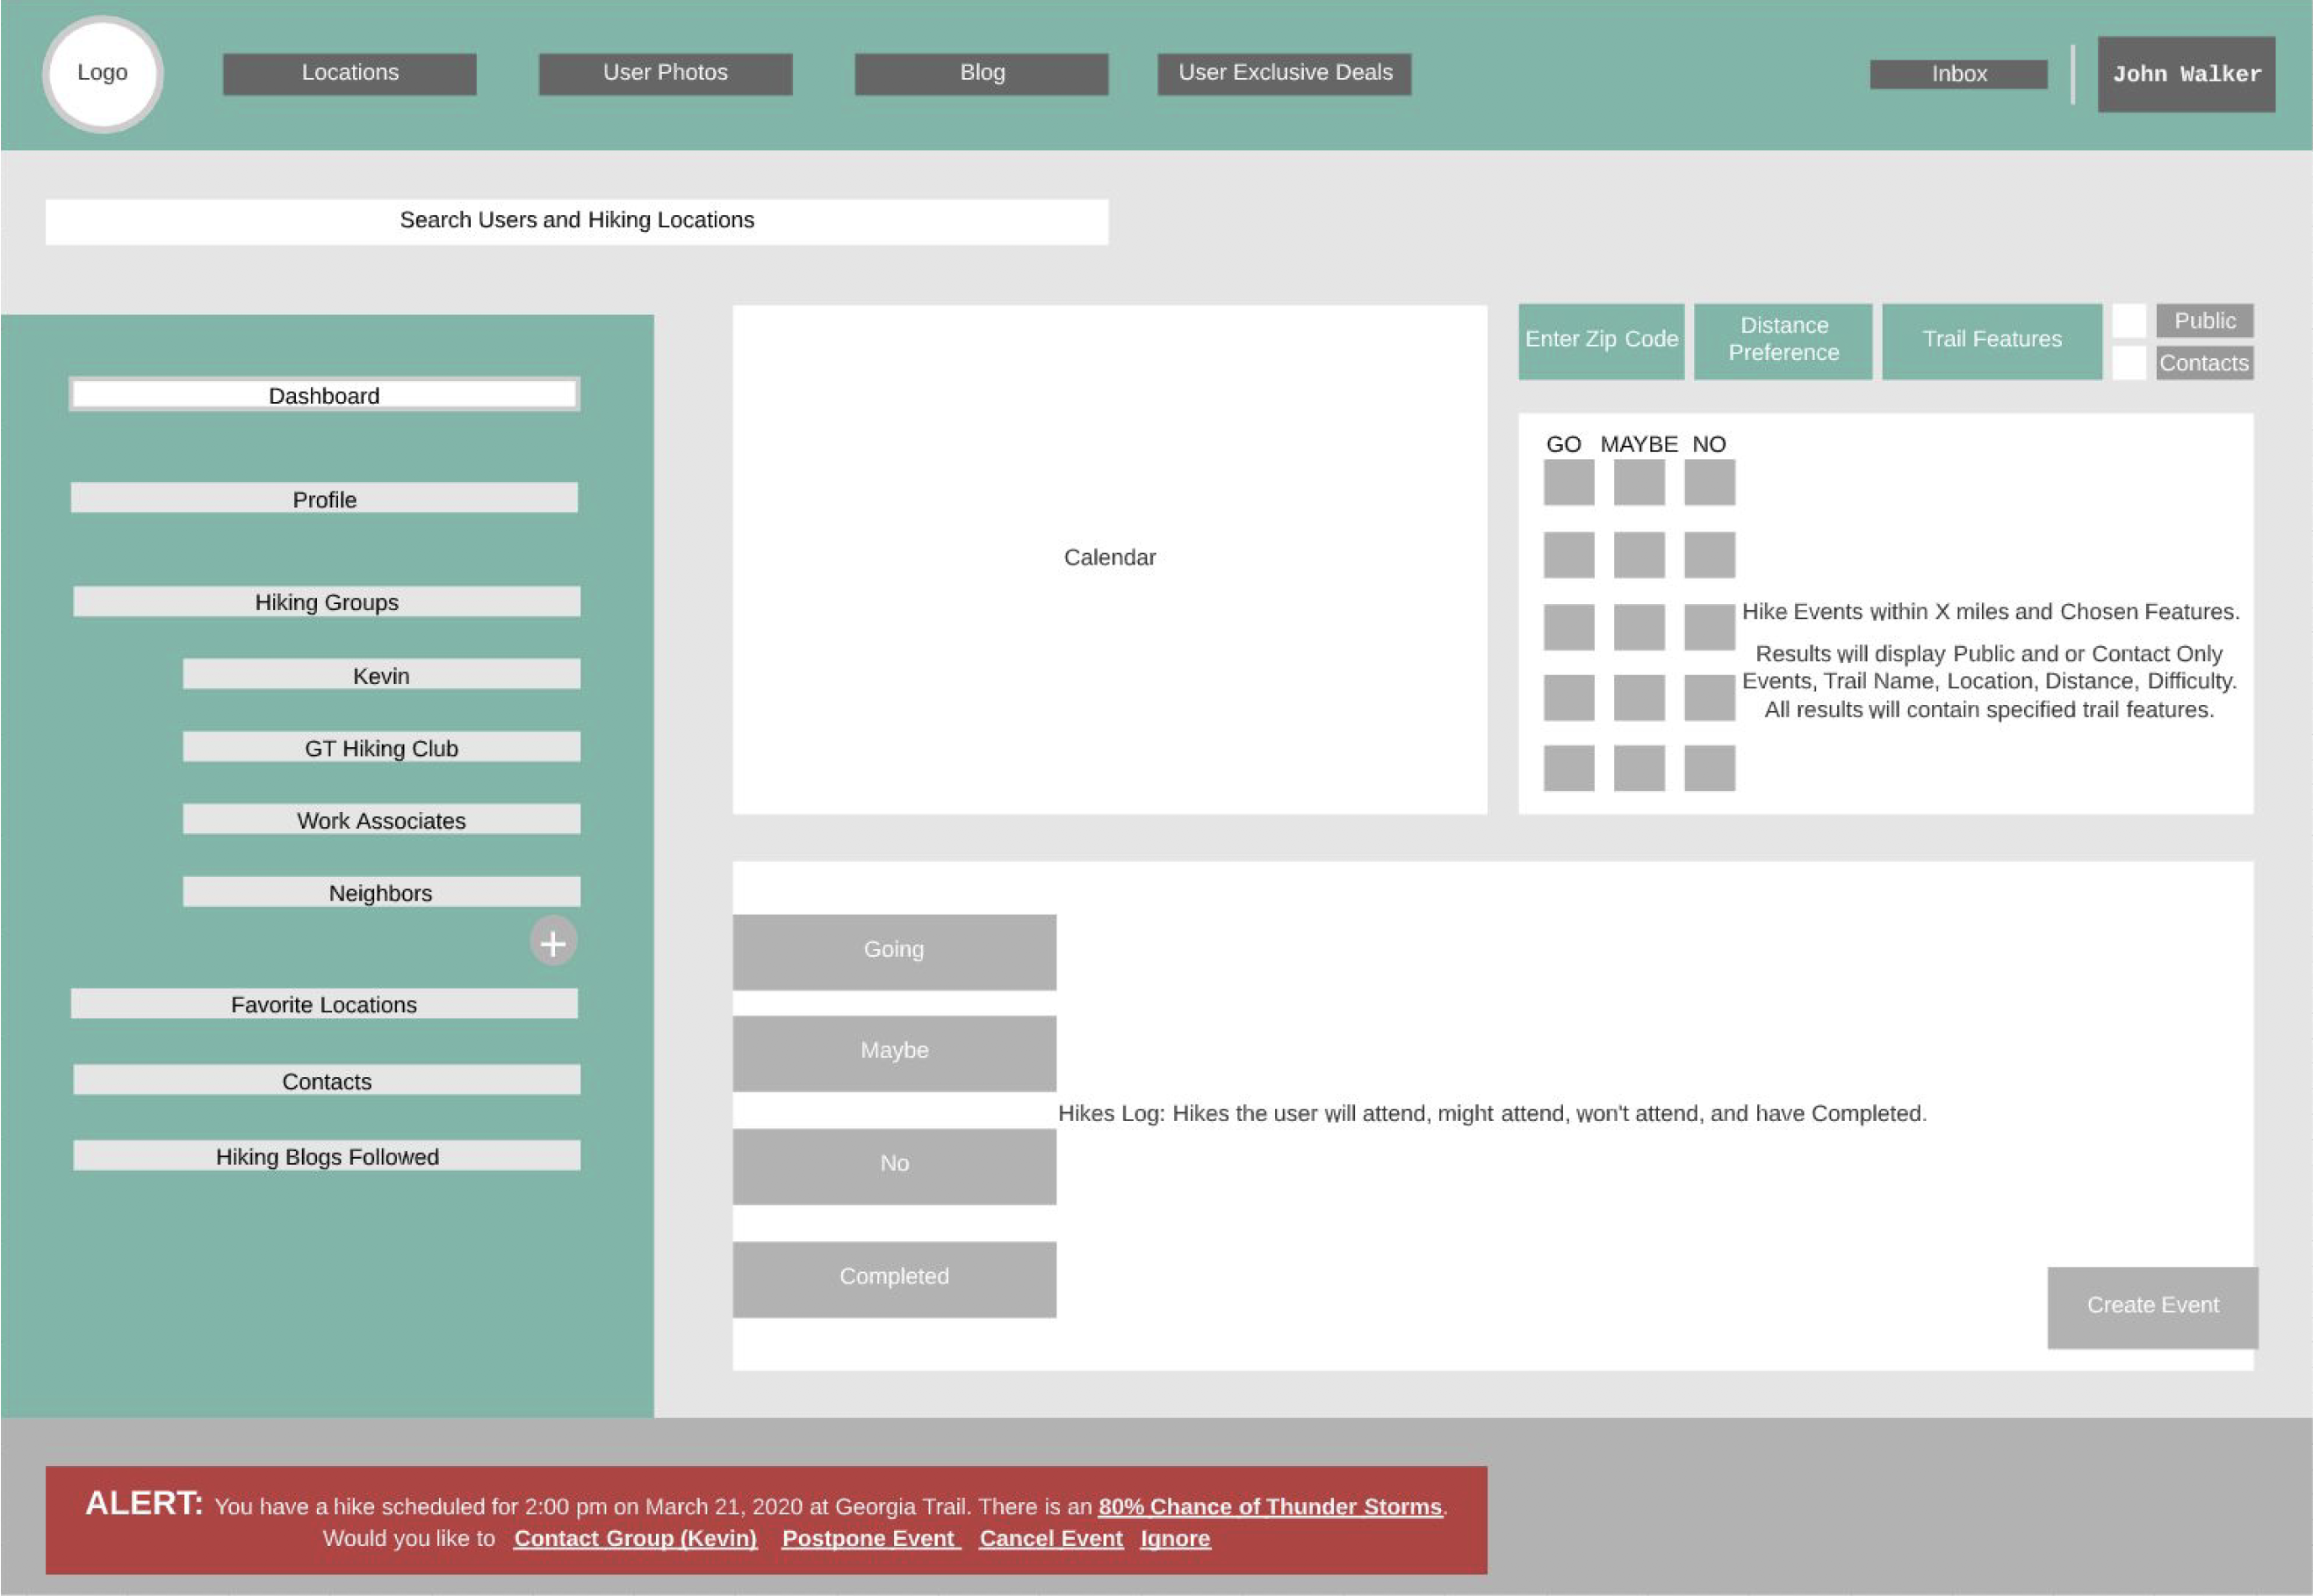 Logo
Locations
User Photos
Blog
User Exclusive Deals
Inbox
John Walker
Search Users and Hiking Locations
Dashboard
Profile
Hiking Groups
Kevin
GT Hiking Club
Work Associates
Neighbors
+
Favorite Locations
Contacts
Hiking Blogs Followed
Calendar
Enter Zip Code
Distance
Preference
Trail Features
Public
Contacts
GO MAYBE NO
Hike Events within X miles and Chosen Features.
Results will display Public and or Contact Only
Events, Trail Name, Location, Distance, Difficulty.
All results will contain specified trail features.
Going
Maybe
No
Completed
Hikes Log: Hikes the user will attend, might attend, won't attend, and have Completed.
Create Event
ALERT: You have a hike scheduled for 2:00 pm on March 21, 2020 at Georgia Trail. There is an 80% Chance of Thunder Storms.
Would you like to Contact Group (Kevin) Postpone Event Cancel Event Ignore